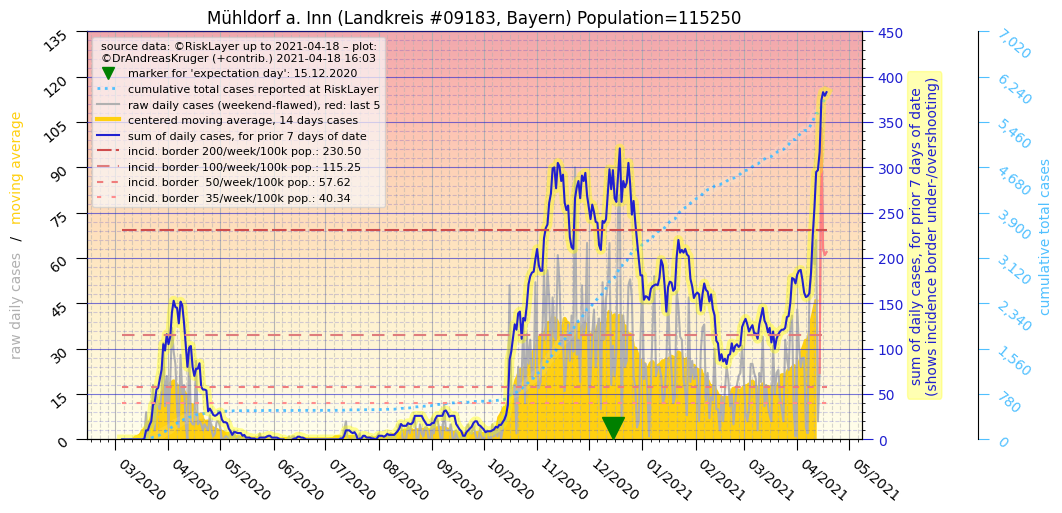 Mühldorf a. Inn (Landkreis #09183, Bayern) Population=115250
source data: ©RiskLayer up to 2021-04-18 – plot:
©DrAndreasKruger (+contrib.) 2021-04-18 16:03
marker for 'expectation day': 15.12.2020
cumulative total cases reported at RiskLayer
raw daily cases (weekend-flawed), red: last 5
centered moving average, 14 days cases
sum of daily cases, for prior 7 days of date
incid. border 200/week/100k pop.: 230.50
incid. border 100/week/100k pop.: 115.25
incid. border  50/week/100k pop.: 57.62
incid. border  35/week/100k pop.: 40.34
raw daily cases  /  moving average
135
120
105
90
75
60
45
30
15
0
03/2020
04/2020
05/2020
06/2020
07/2020
08/2020
09/2020
10/2020
11/2020
12/2020
01/2021
02/2021
03/2021
04/2021
05/2021
450
400
350
300
250
200
150
100
50
0
sum of daily cases, for prior 7 days of date
(shows incidence border under-/overshooting)
7,020
6,240
5,460
4,680
3,900
3,120
2,340
1,560
780
0
cumulative total cases